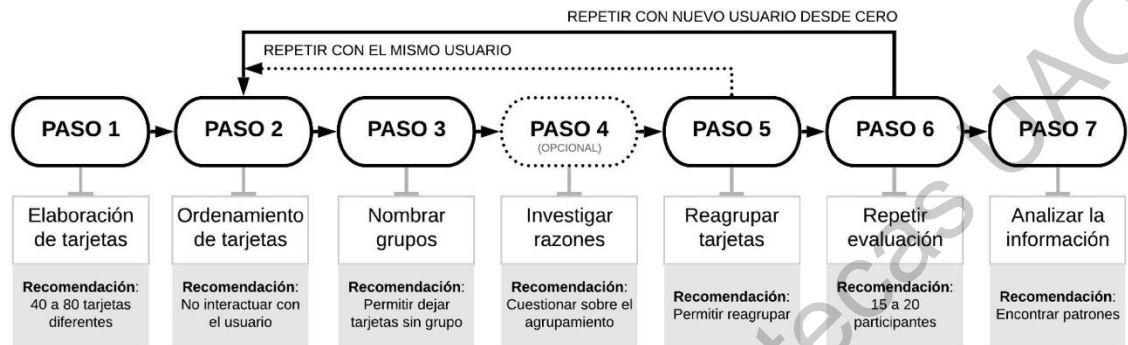 REPETIR CON NUEVO USUARIO DESDE CERO
REPETIR CON EL MISMO USUARIO
PASO 1
PASO 2
PASO 3
PASO 4
(OPCIONAL)
PASO 5
PASO 6
PASO 7
Elaboración
de tarjetas
Ordenamiento
de tarjetas
Nombrar
grupos
Investigar
razones
Reagrupar
tarjetas
Repetir
evaluación
Analizar la
información
Recomendación:
40 a 80 tarjetas
diferentes
Recomendación:
No interactuar con
el usuario
Recomendación:
Permitir dejar
tarjetas sin grupo
Recomendación:
Cuestionar sobre el
agrupamiento
Recomendación:
Permitir reagrupar
Recomendación:
15 a 20
participantes
Recomendación:
Encontrar patrones